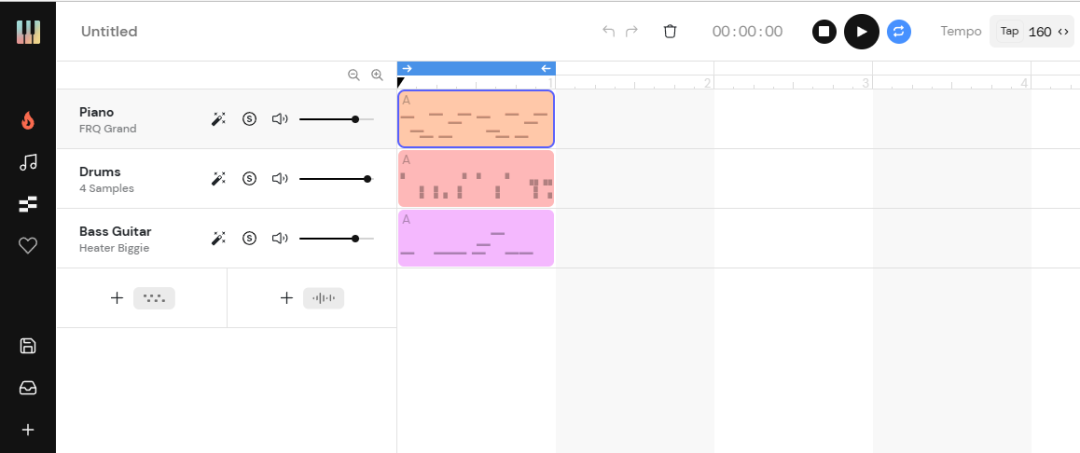 Untitled
00:00:00
Tempo
Tap 160
1 2 3 4
Piano
FRQ Grand
S
A
Drums
4 Samples
S
A
Bass Guitar
Heater Biggie
S
A